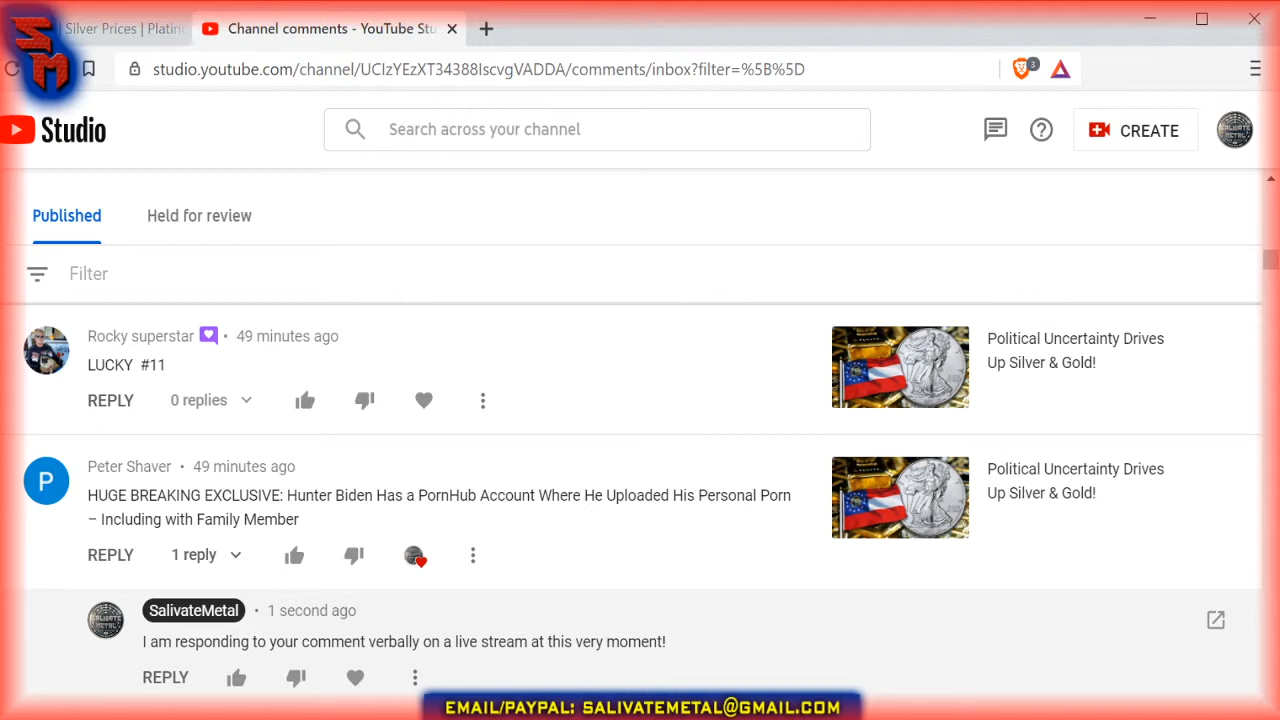 SM
Silver Prices | Platin
Channel comments - YouTube Stu
studio.youtube.com/channel/UCIzYEzXT34388IscvgVADDA/comments/inbox?filter=%5B%5D
3
Studio
Search across your channel
CREATE
Published
Held for review
Filter
Rocky superstar • 49 minutes ago
LUCKY #11
REPLY 0 replies
Political Uncertainty Drives
Up Silver & Gold!
P
Peter Shaver • 49 minutes ago
HUGE BREAKING EXCLUSIVE: Hunter Biden Has a PornHub Account Where He Uploaded His Personal Porn
– Including with Family Member
REPLY 1 reply
Political Uncertainty Drives
Up Silver & Gold!
SalivateMetal • 1 second ago
I am responding to your comment verbally on a live stream at this very moment!
REPLY
EMAIL/PAYPAL: SALIVATEMETAL@GMAIL.COM